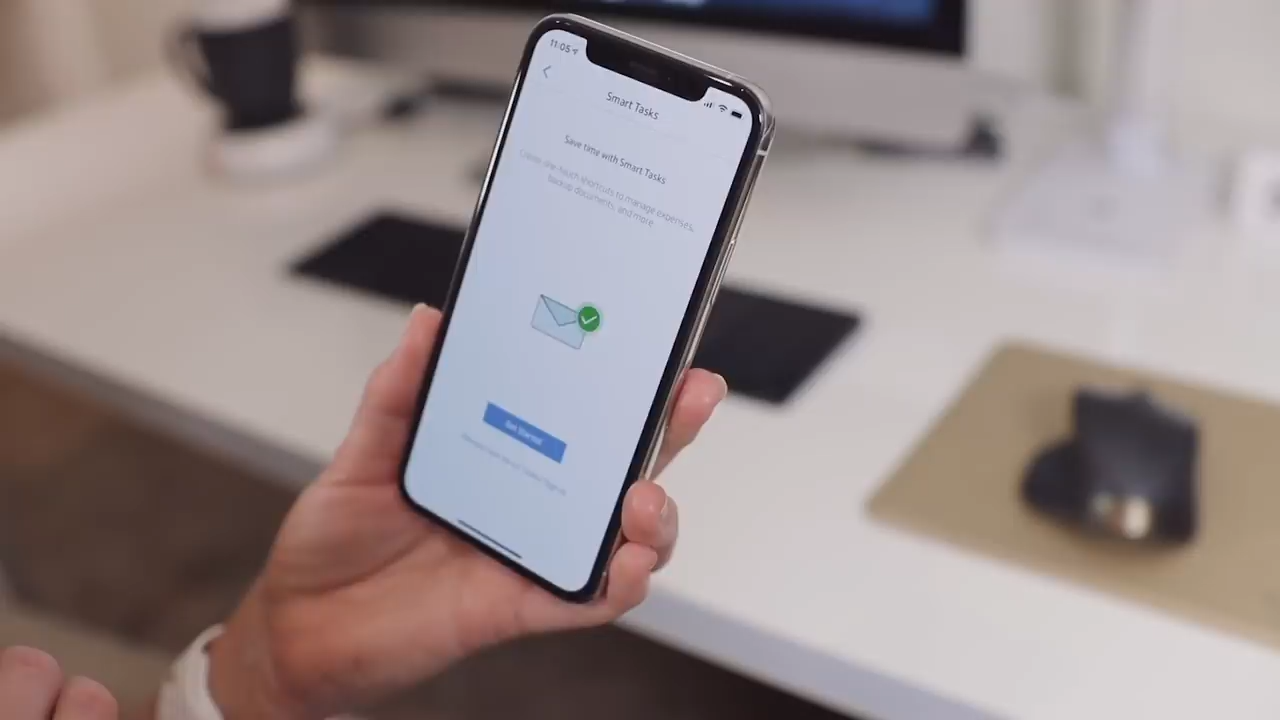 11:05
Smart Tasks
Save time with Smart Tasks
Create one-touch shortcuts to manage expenses,
backup documents, and more.
Get Started